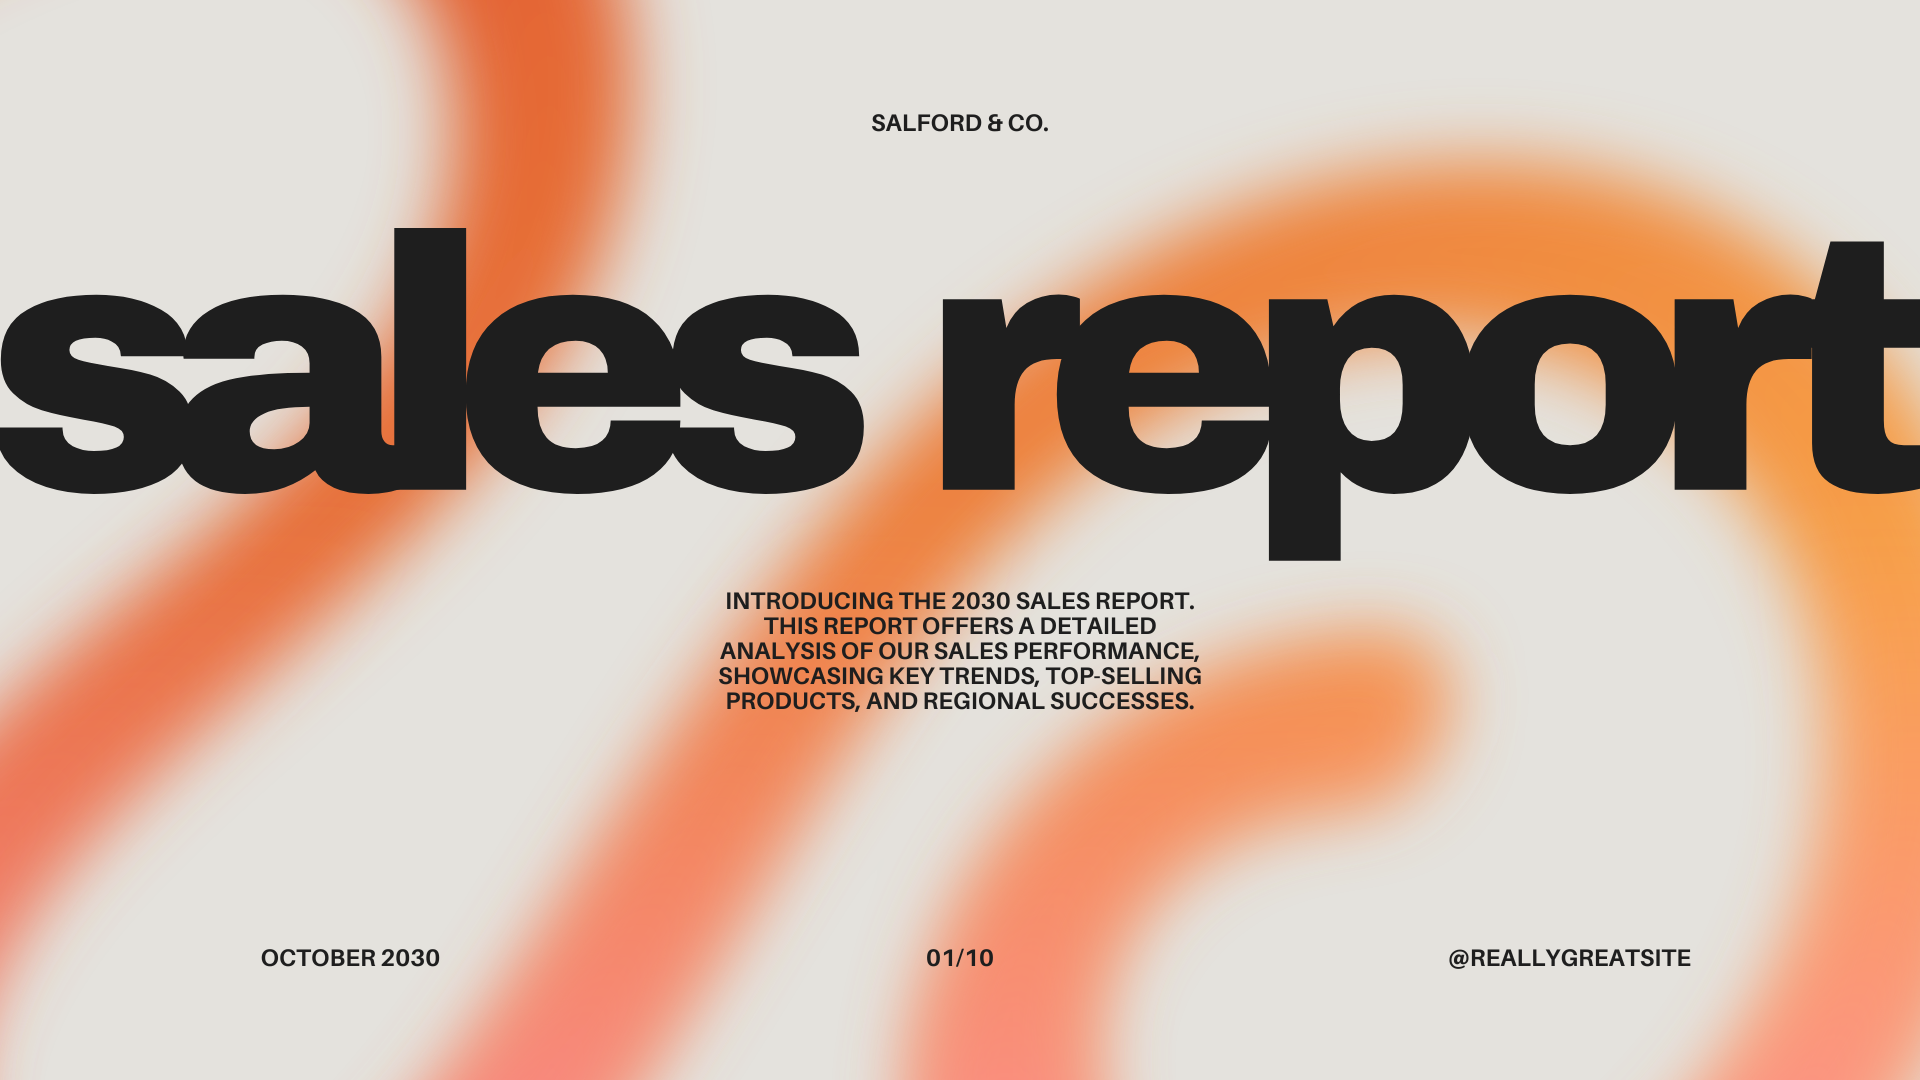 SALFORD & CO.
sales report
INTRODUCING THE 2030 SALES REPORT.
THIS REPORT OFFERS A DETAILED
ANALYSIS OF OUR SALES PERFORMANCE,
SHOWCASING KEY TRENDS, TOP-SELLING
PRODUCTS, AND REGIONAL SUCCESSES.
OCTOBER 2030
01/10
@REALLYGREATSITE